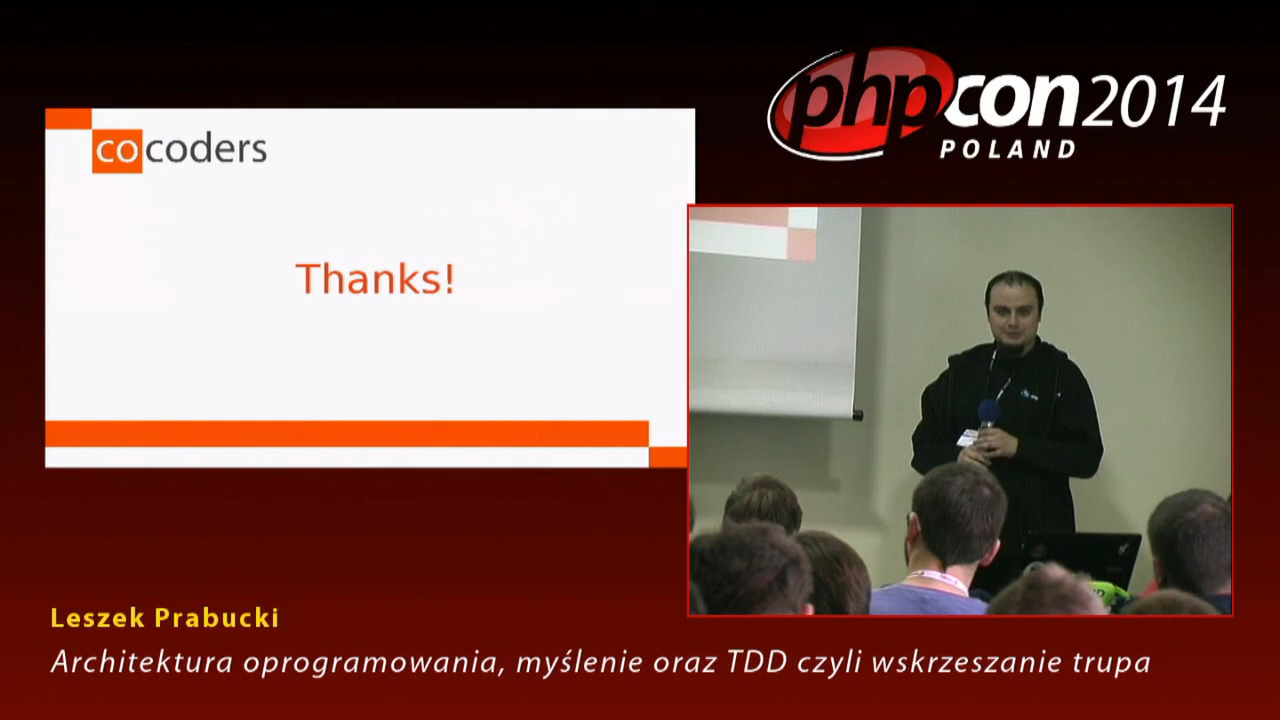 phpcon2014
POLAND
cocoders
Thanks!
Leszek Prabucki
Architektura oprogramowania, myślenie oraz TDD czyli wskrzeszanie trupa